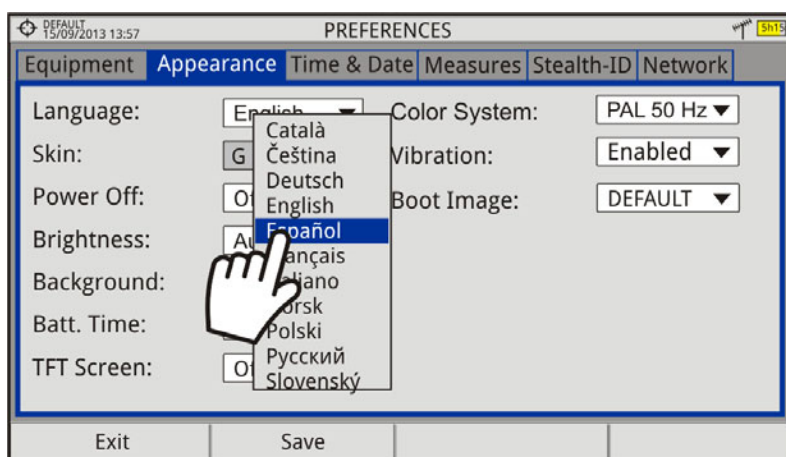 DEFAULT
15/09/2013 13:57
PREFERENCES
5h15
Equipment Appearance Time & Date Measures Stealth-ID Network
Language:
English
Color System:
PAL 50 Hz
Skin:
G
Vibration:
Enabled
Power Off:
Boot Image:
DEFAULT
Brightness:
Background:
Batt. Time:
TFT Screen:
Català
Čeština
Deutsch
English
Español
Polski
Русский
Slovenský
Exit Save